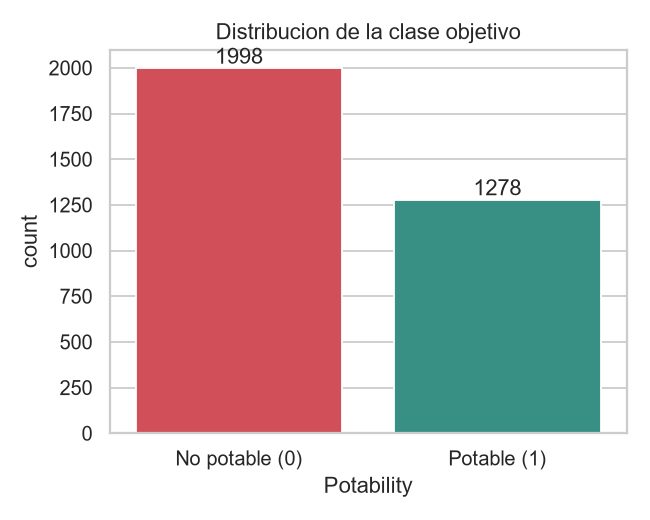 Distribucion de la clase objetivo
1998
1278
2000
1750
1500
1250
1000
750
500
250
0
count
No potable (0)
Potable (1)
Potability